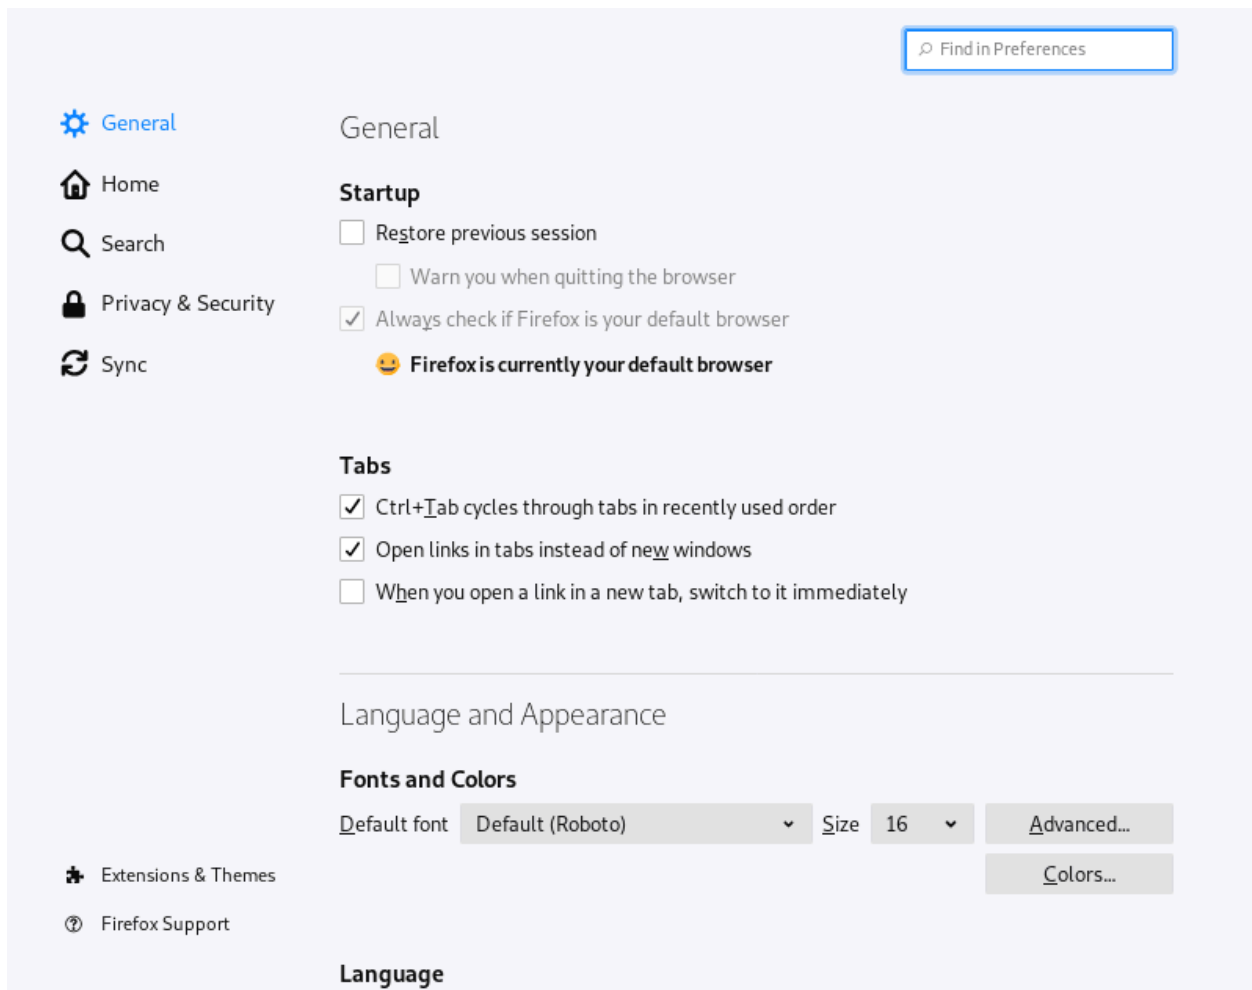 Find in Preferences
General
Home
Search
Privacy & Security
Sync
Extensions & Themes
Firefox Support
General
Startup
Restore previous session
Warn you when quitting the browser
Always check if Firefox is your default browser
Firefox is currently your default browser
Tabs
Ctrl+Tab cycles through tabs in recently used order
Open links in tabs instead of new windows
When you open a link in a new tab, switch to it immediately
Language and Appearance
Fonts and Colors
Default font Default (Roboto) Size 16 Advanced...
Colors...
Language